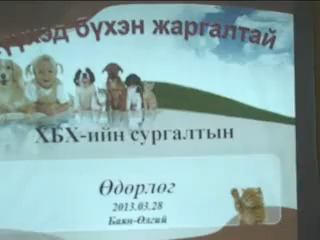 бүхэн жаргалтай
ХБХ-ийн сургалтын
Өдөрлөг
2013.03.28
Баян-Өлгий